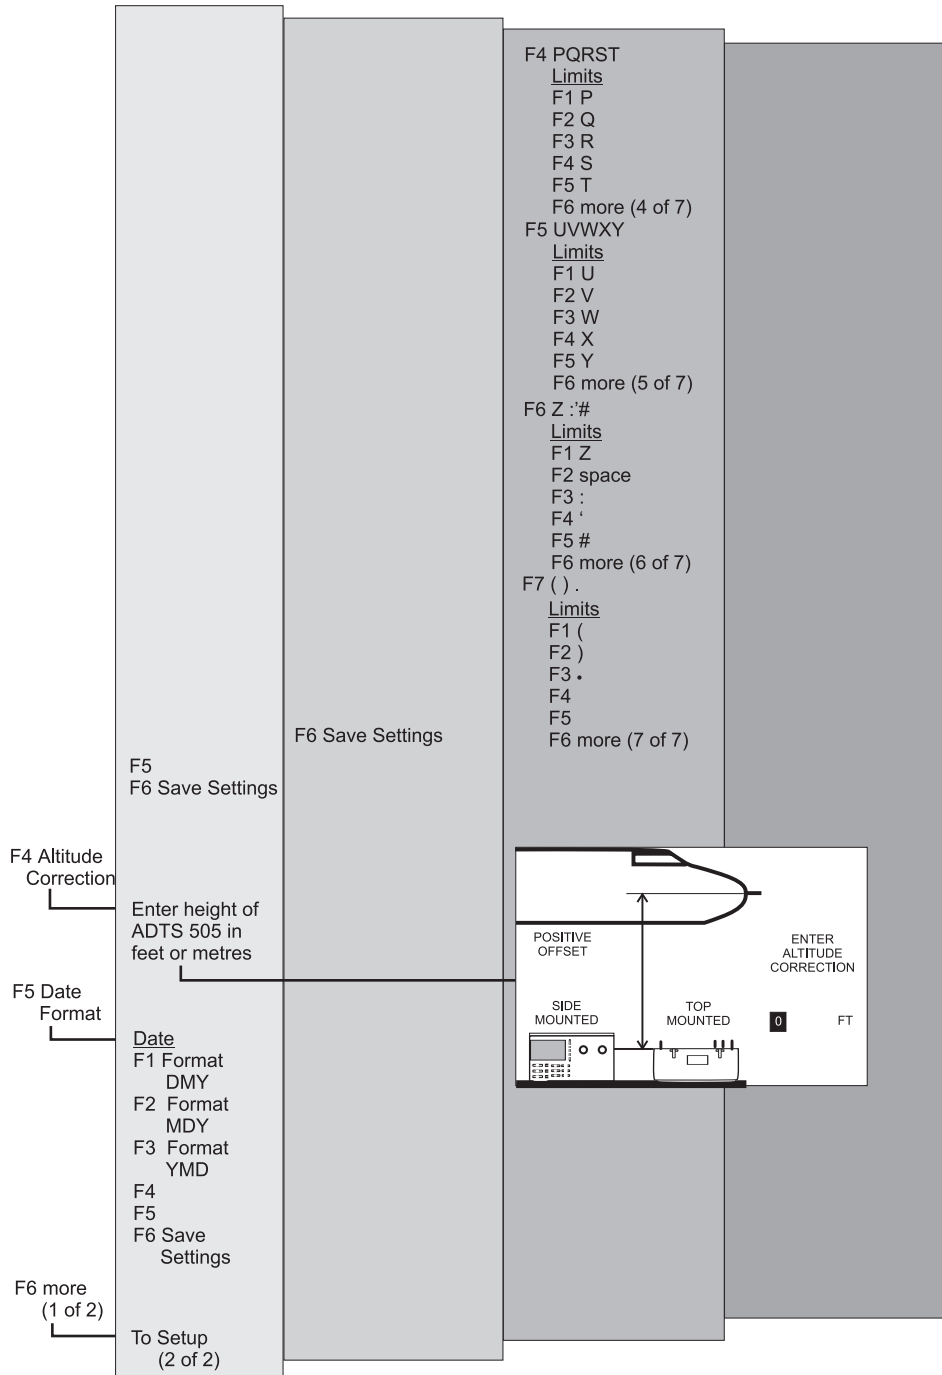 F4 PQRST
Limits
F1 P
F2 Q
F3 R
F4 S
F5 T
F6 more (4 of 7)
F5 UVWXY
Limits
F1 U
F2 V
F3 W
F4 X
F5 Y
F6 more (5 of 7)
F6 Z :'#
Limits
F1 Z
F2 space
F3 :
F4 ‘
F5 #
F6 more (6 of 7)
F7 ( ) .
Limits
F1 (
F2 )
F3 •
F4
F5
F6 more (7 of 7)
F6 Save Settings
F5
F6 Save Settings
F4 Altitude
Correction
Enter height of
ADTS 505 in
feet or metres
POSITIVE
OFFSET
ENTER
ALTITUDE
CORRECTION
SIDE
MOUNTED
TOP
MOUNTED
0 FT
F5 Date
Format
Date
F1 Format
DMY
F2 Format
MDY
F3 Format
YMD
F4
F5
F6 Save
Settings
F6 more
(1 of 2)
To Setup
(2 of 2)